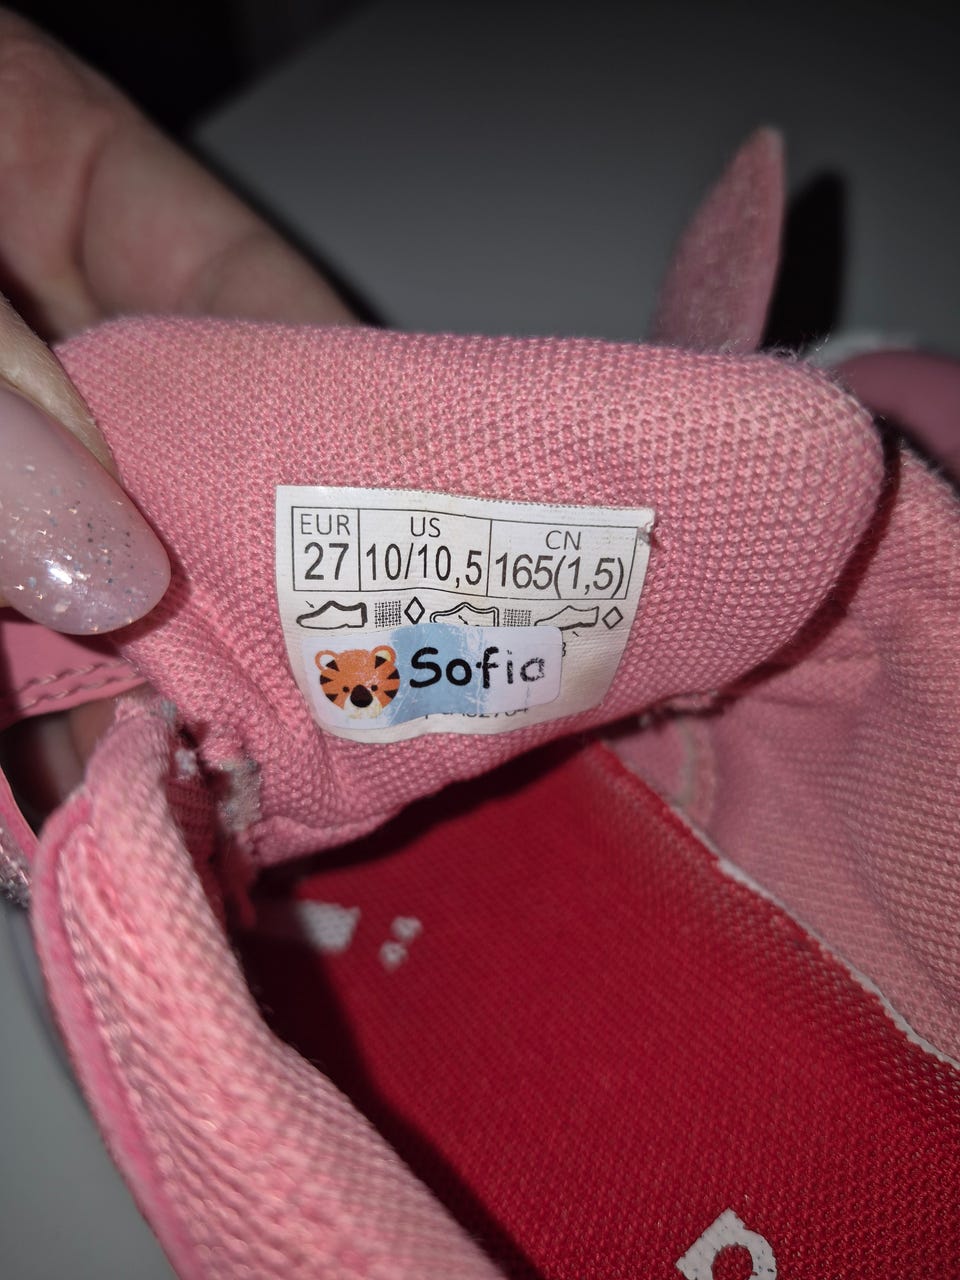 EUR US CN
27 10/10,5 165(1,5)
Sofia